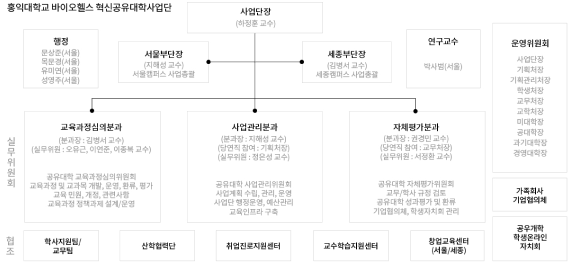 홍익대학교 바이오헬스 혁신공유대학사업단
사업단장
(하정훈 교수)
행정
문상준(서울)
목문경(서울)
유미연(서울)
성영주(서울)
서울부단장
(지해성 교수)
서울캠퍼스 사업총괄
세종부단장
(김병서 교수)
세종캠퍼스 사업총괄
연구교수
박사범(서울)
운영위원회
사업단장
기획처장
기획관리처장
학생처장
교무처장
교학처장
미대학장
공대학장
과기대학장
경영대학장
실무위원회
교육과정심의분과
(분과장 : 김병서 교수)
(실무위원 : 오유근, 이연준, 이종복 교수)
공유대학 교육과정심의위원회
교육과정 및 교과목 개발, 운영, 환류, 평가
교육 민원, 개정, 관련사항
교육과정 정책과제 설계/운영
사업관리분과
(분과장 : 지해성 교수)
(당연직 참여 : 기획처장)
(실무위원 : 정은성 교수)
공유대학 사업관리위원회
사업계획 수립, 관리, 운영
사업단 행정운영, 예산관리
교육인프라 구축
자체평가분과
(분과장 : 권경민 교수)
(당연직 참여 : 교무처장)
(실무위원 : 서정환 교수)
공유대학 자체평가위원회
교무/학사 규정 검토
공유대학 성과평가 및 환류
기업협의체, 학생자치회 관리
가족회사
기업협의체
협조
학사지원팀/
교무팀
산학협력단
취업진로지원센터
교수학습지원센터
창업교육센터
(서울/세종)
공우개학
학생온라인
자치회